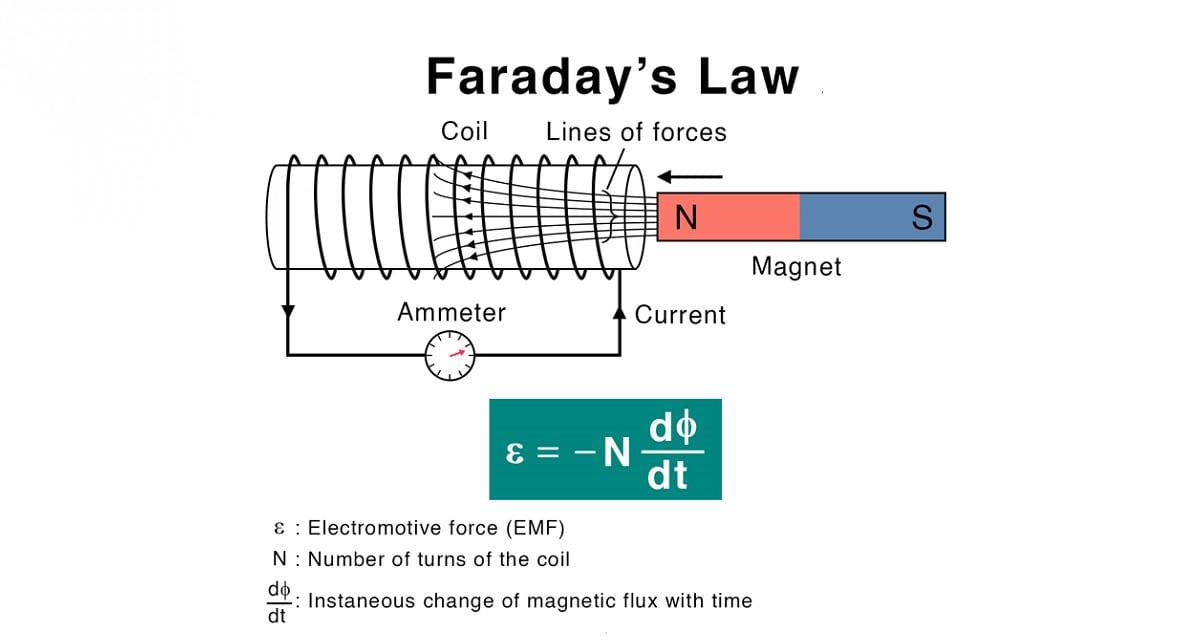 Faraday’s Law
Coil Lines of forces
N S
Magnet
Ammeter Current
ε = −N dϕ/dt
ε : Electromotive force (EMF)
N : Number of turns of the coil
dϕ/dt : Instaneous change of magnetic flux with time